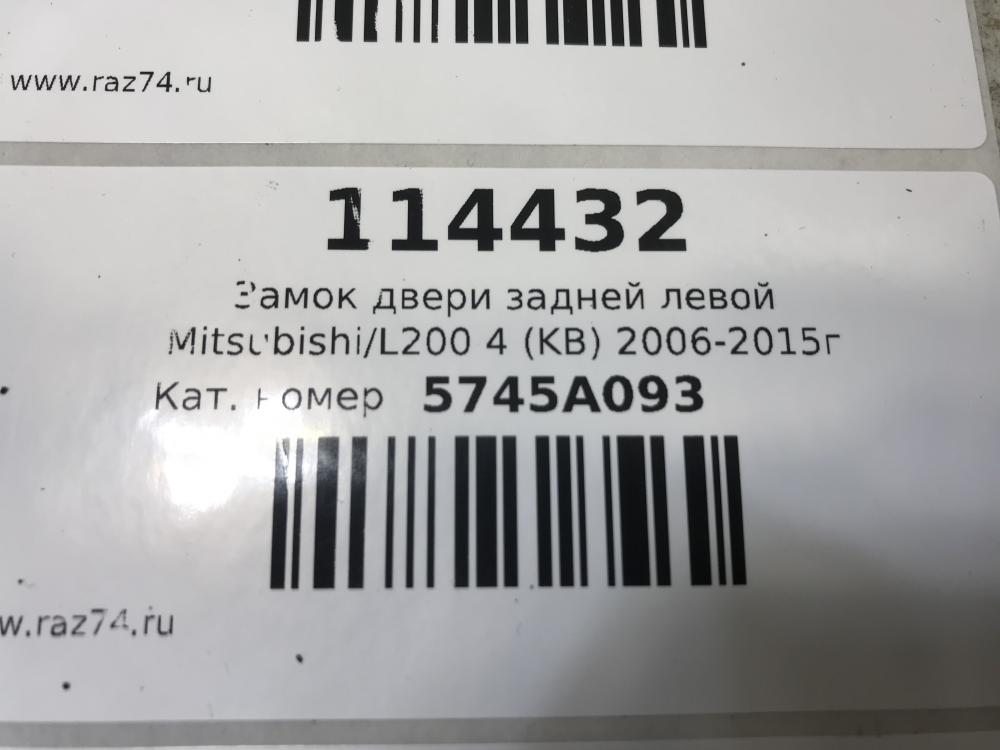 www.raz74.ru
114432
Замок двери задней левой
Mitsubishi/L200 4 (KB) 2006-2015г
Кат. номер 5745A093
w.raz74.ru